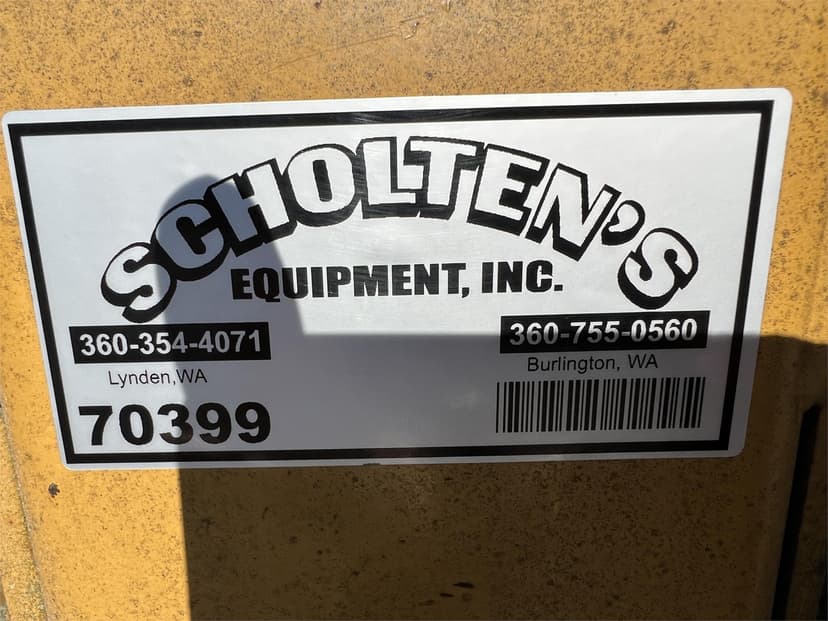 SCHOLTEN'S
EQUIPMENT, INC.
360-354-4071
Lynden,WA
70399
360-755-0560
Burlington, WA